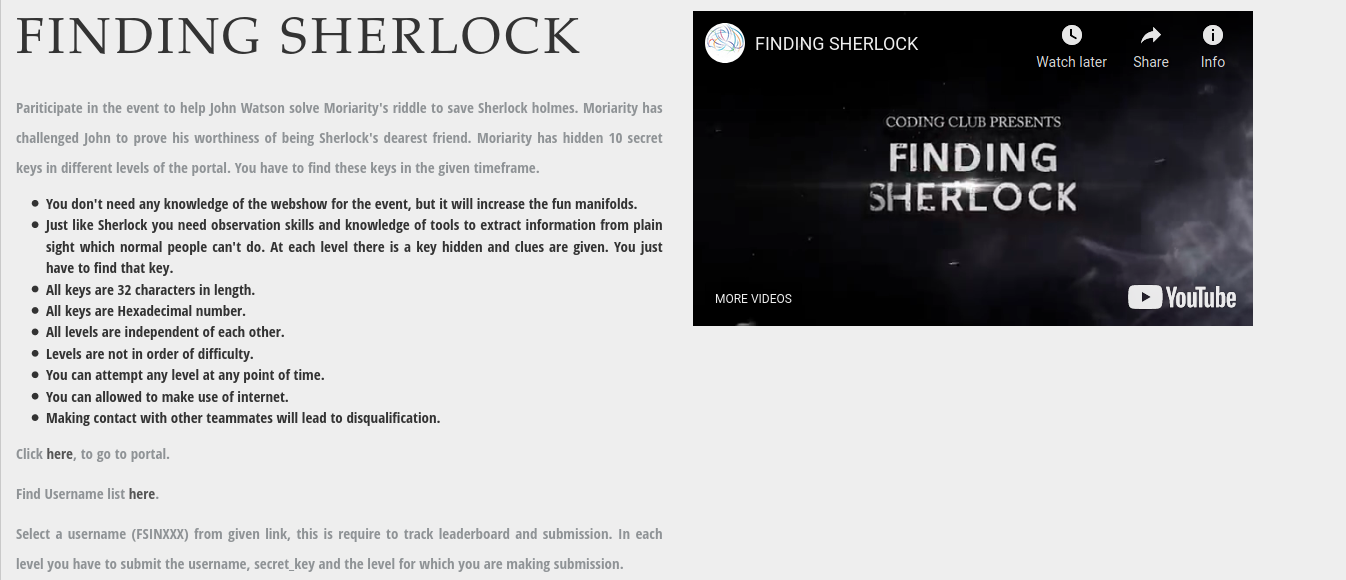 FINDING SHERLOCK
Pariticipate in the event to help John Watson solve Moriarity's riddle to save Sherlock holmes. Moriarity has
challenged John to prove his worthiness of being Sherlock's dearest friend. Moriarity has hidden 10 secret
keys in different levels of the portal. You have to find these keys in the given timeframe.
You don't need any knowledge of the webshow for the event, but it will increase the fun manifolds.
Just like Sherlock you need observation skills and knowledge of tools to extract information from plain
sight which normal people can't do. At each level there is a key hidden and clues are given. You just
have to find that key.
All keys are 32 characters in length.
All keys are Hexadecimal number.
All levels are independent of each other.
Levels are not in order of difficulty.
You can attempt any level at any point of time.
You can allowed to make use of internet.
Making contact with other teammates will lead to disqualification.
Click here, to go to portal.
Find Username list here.
Select a username (FSINXXX) from given link, this is require to track leaderboard and submission. In each
level you have to submit the username, secret_key and the level for which you are making submission.
FINDING SHERLOCK
Watch later
Share
Info
CODING CLUB PRESENTS
FINDING
SHERLOCK
MORE VIDEOS
YouTube